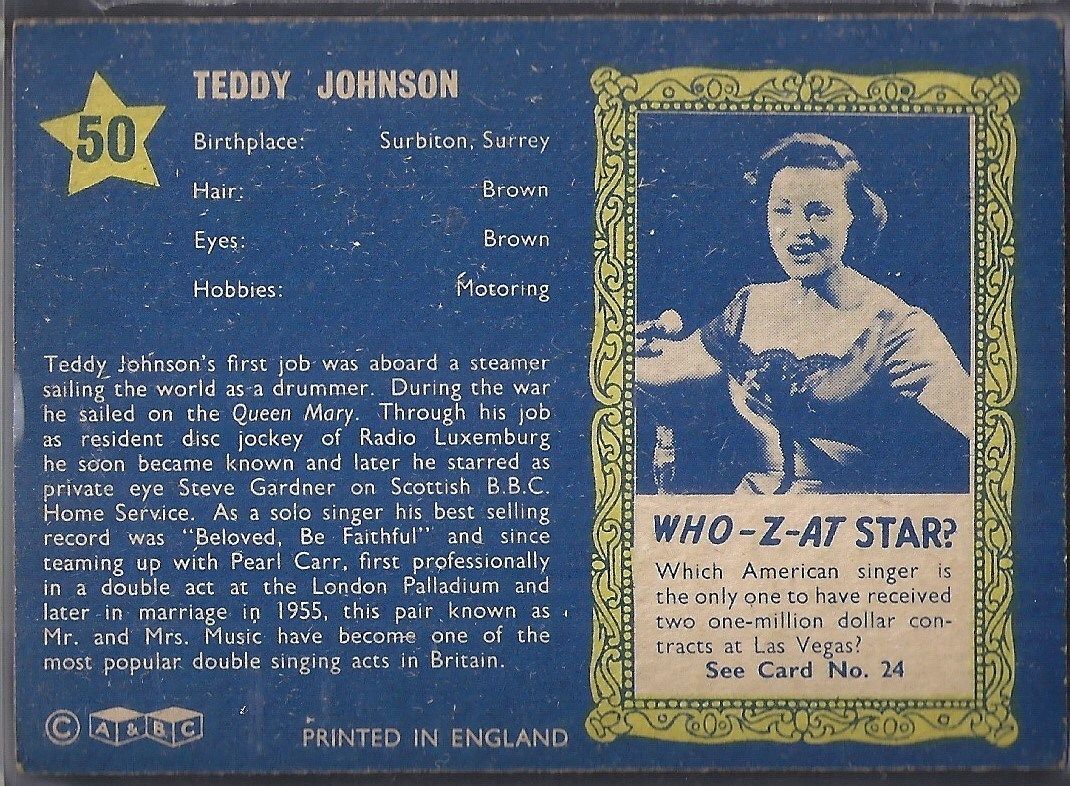 50
TEDDY JOHNSON
Birthplace: Surbiton, Surrey
Hair: Brown
Eyes: Brown
Hobbies: Motoring
Teddy Johnson's first job was aboard a steamer
sailing the world as a drummer. During the war
he sailed on the Queen Mary. Through his job
as resident disc jockey of Radio Luxemburg
he soon became known and later he starred as
private eye Steve Gardner on Scottish B.B.C.
Home Service. As a solo singer his best selling
record was "Beloved, Be Faithful" and since
teaming up with Pearl Carr, first professionally
in a double act at the London Palladium and
later in marriage in 1955, this pair known as
Mr. and Mrs. Music have become one of the
most popular double singing acts in Britain.
© A & B C
PRINTED IN ENGLAND
WHO-Z-AT STAR?
Which American singer is
the only one to have received
two one-million dollar con-
tracts at Las Vegas?
See Card No. 24